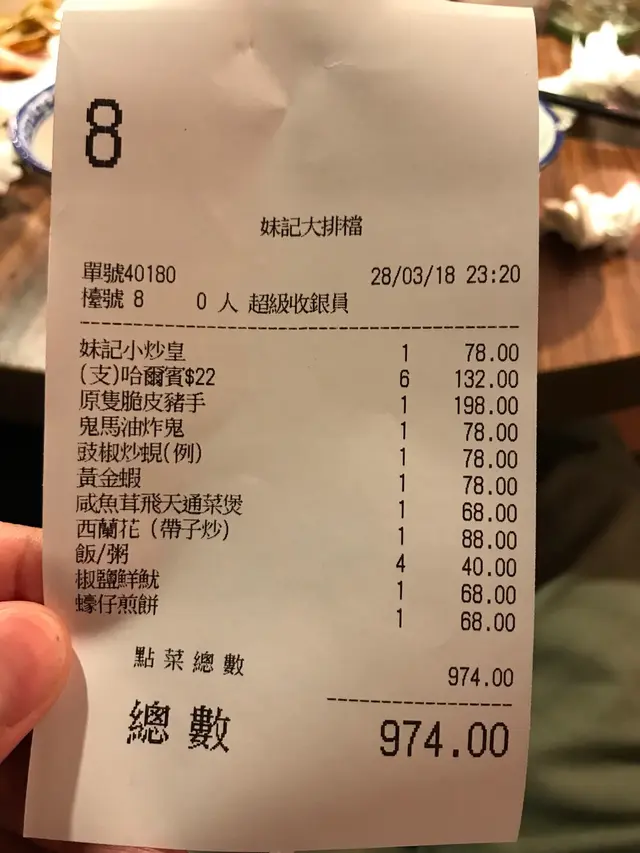 8
妹記大排檔
單號40180 28/03/18 23:20
檯號 8 0 人 超級收銀員
妹記小炒皇 1 78.00
(支)哈爾賓$22 6 132.00
原隻脆皮豬手 1 198.00
鬼馬油炸鬼 1 78.00
豉椒炒蜆(例) 1 78.00
黃金蝦 1 78.00
咸魚茸飛天通菜煲 1 68.00
西蘭花 (帶子炒) 1 88.00
飯/粥 4 40.00
椒鹽鮮魷 1 68.00
蠔仔煎餅 1 68.00
點菜總數 974.00
總數 974.00